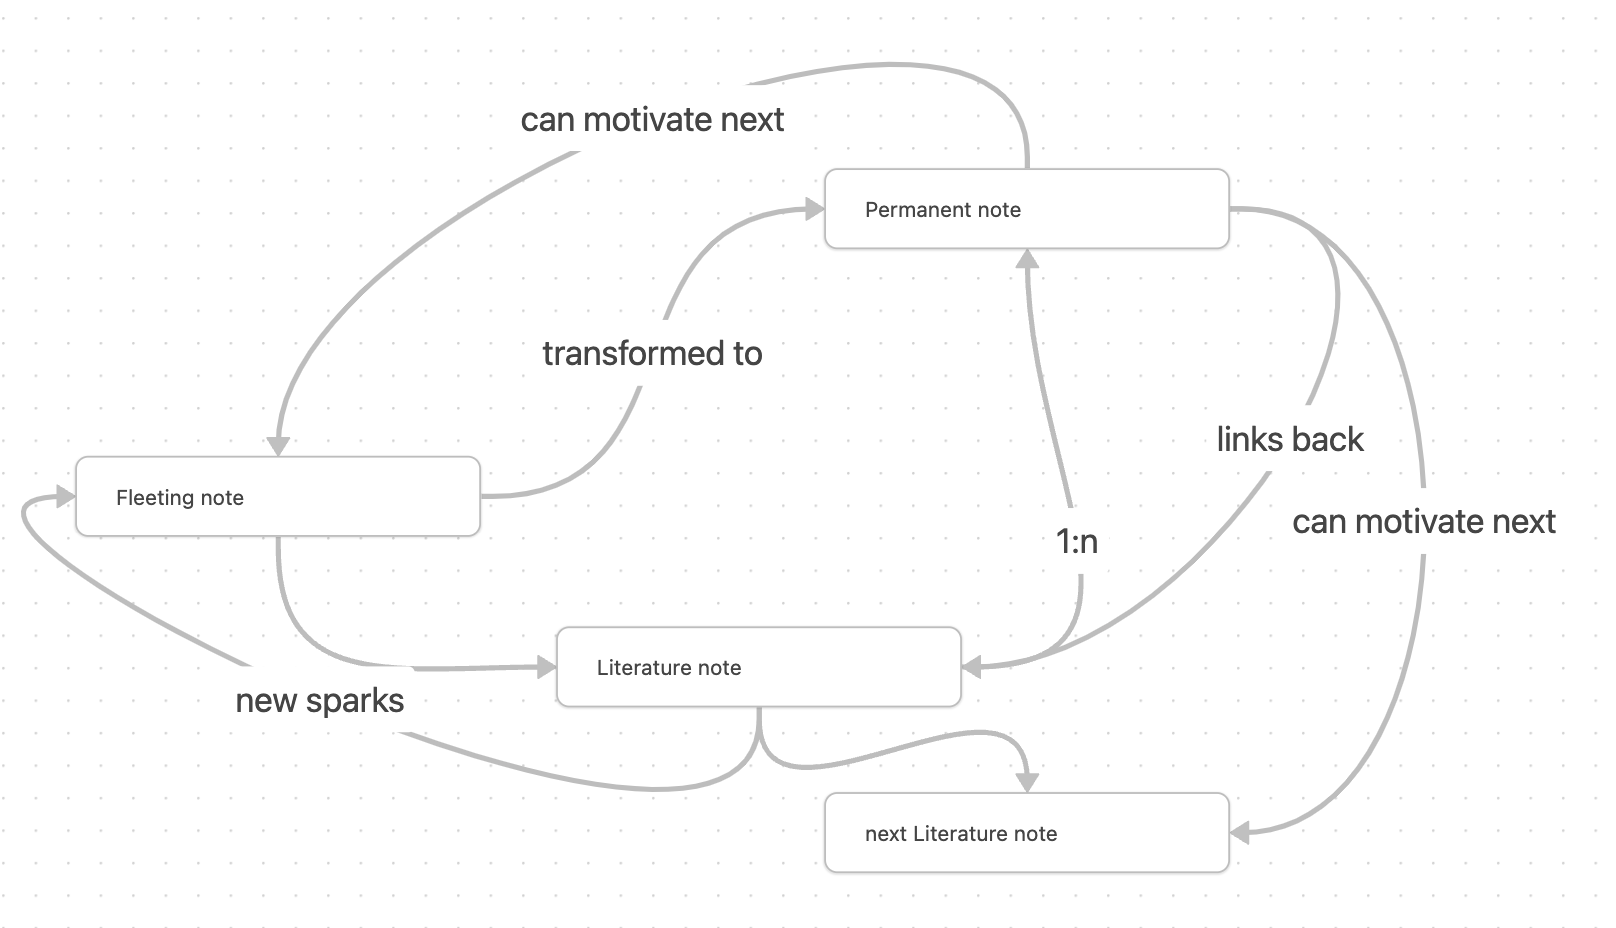 can motivate next
Permanent note
transformed to
links back
Fleeting note
can motivate next
1:n
Literature note
new sparks
next Literature note